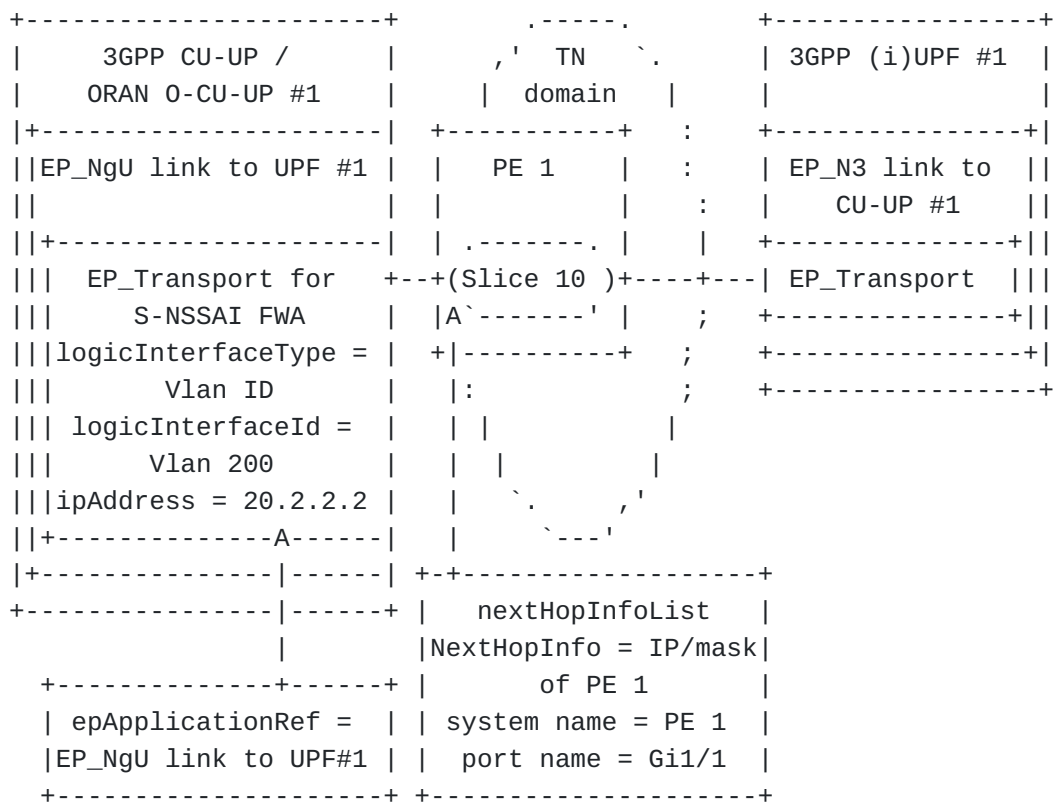 +-----------------------+         .-----.         +-----------------+
|      3GPP CU-UP /      |       ,'  TN   `.      | 3GPP (i)UPF #1  |
|     ORAN O-CU-UP #1    |      |  domain   |     |                 |
|+-----------------------|  +-----------+   :     +----------------+|
||EP_NgU link to UPF #1 |  |   PE 1    |   :    | EP_N3 link to  ||
||                       |  |           |    :   |    CU-UP #1    ||
||+----------------------|  | .-------. |    |   +---------------+||
|||  EP_Transport for   +--+(Slice 10 )+----+---| EP_Transport  |||
|||     S-NSSAI FWA      |  |A`-------' |    ;   +---------------+||
|||logicInterfaceType =  |  +|----------+   ;    +----------------+|
|||       Vlan ID        |   |:             ;    +-----------------+
||| logicInterfaceId =   |   | |            |
|||      Vlan 200        |   |  |          |
|||ipAddress = 20.2.2.2 |   |   `.     ,'
||+--------------A------|   |     `---'
|+---------------|------| +-+-------------------+
+----------------|------+ |   nextHopInfoList   |
                 |        |NextHopInfo = IP/mask|
  +--------------+------+ |       of PE 1       |
  | epApplicationRef =  | | system name = PE 1  |
  |EP_NgU link to UPF#1 | |  port name = Gi1/1  |
  +---------------------+ +---------------------+